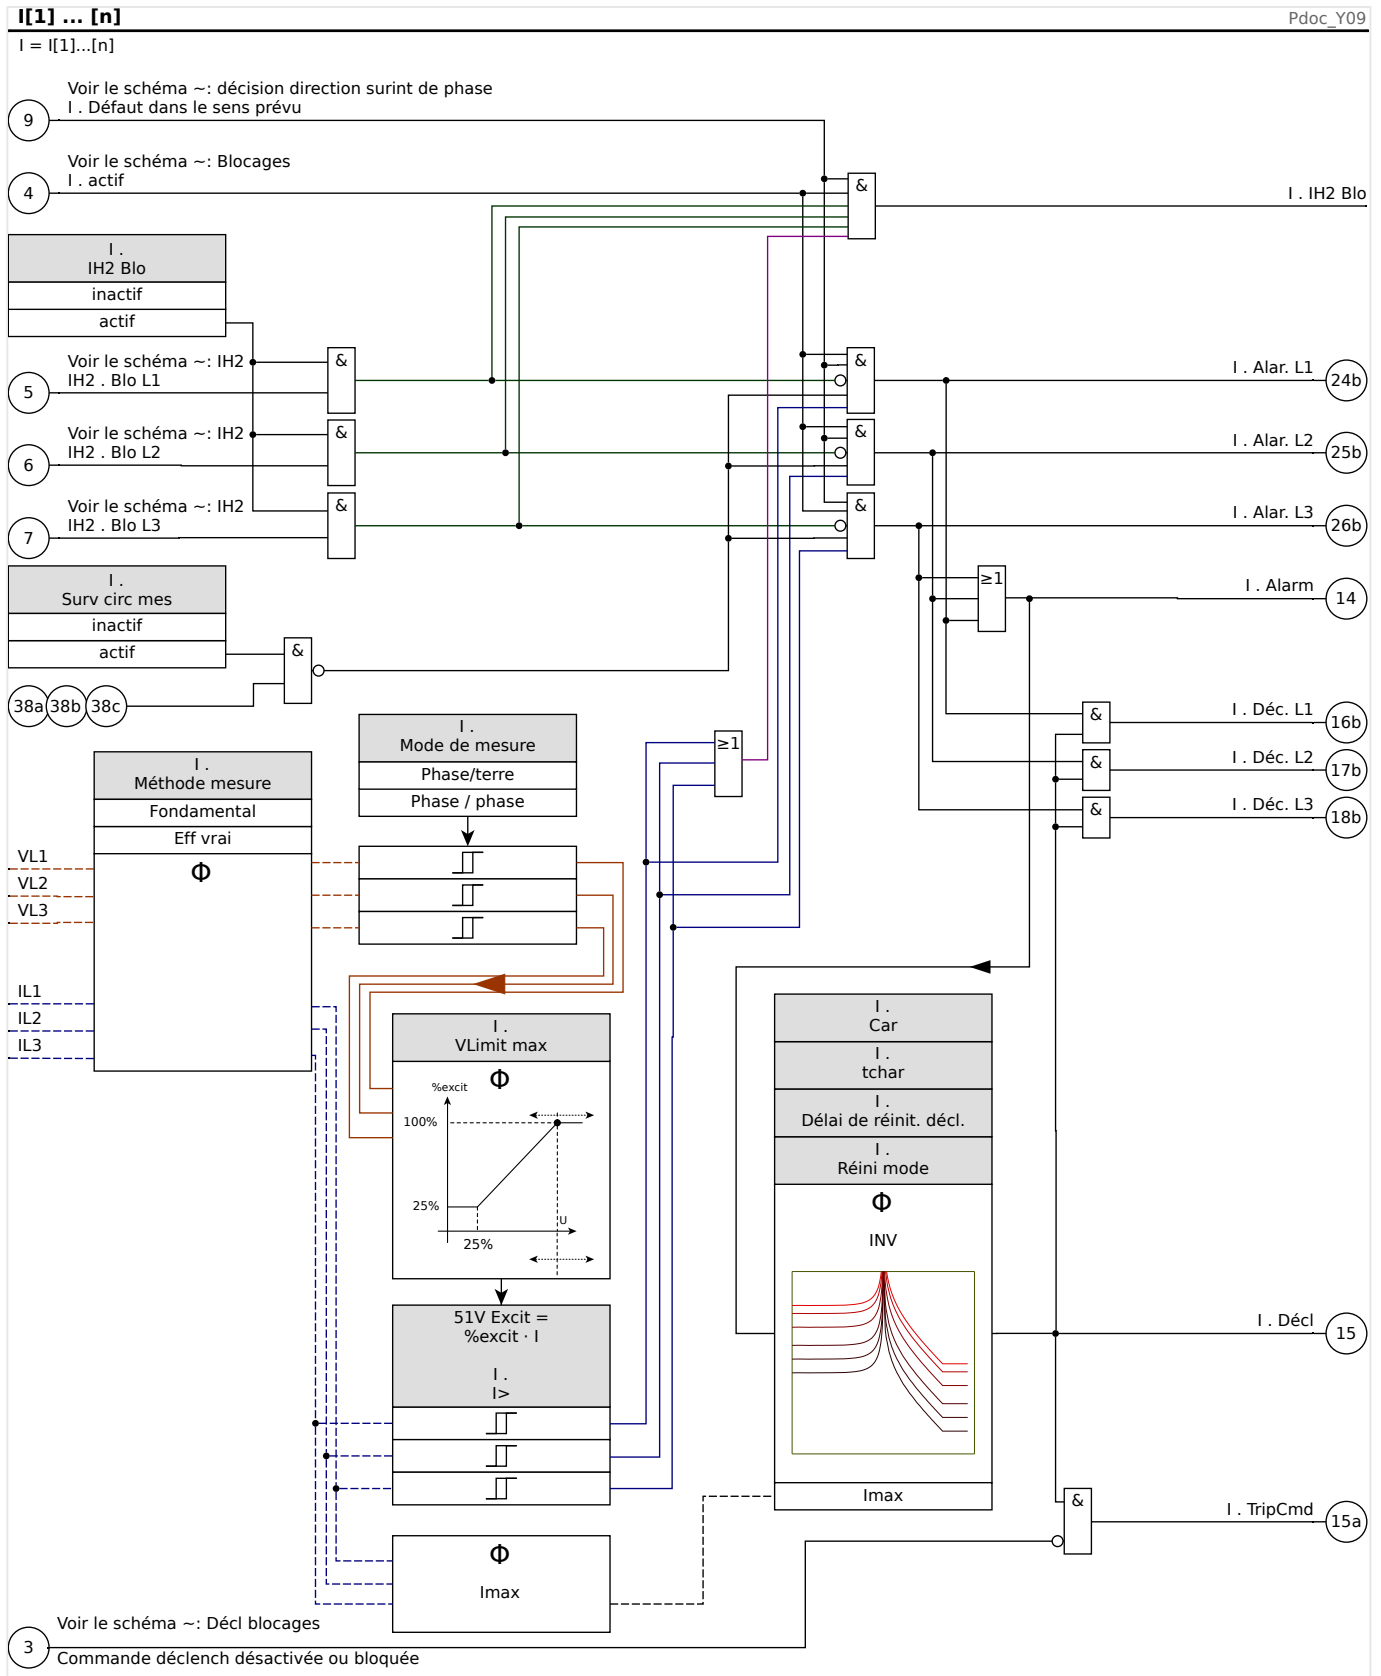 I[1] ... [n]
Pdoc_Y09
I = I[1]...[n]
Voir le schéma ~: décision direction surint de phase
I . Défaut dans le sens prévu
9
Voir le schéma ~: Blocages
I . actif
4
&
I . IH2 Blo
I .
IH2 Blo
inactif
actif
Voir le schéma ~: IH2
IH2 . Blo L1
5
&
&
I . Alar. L1
24b
Voir le schéma ~: IH2
IH2 . Blo L2
6
&
&
I . Alar. L2
25b
Voir le schéma ~: IH2
IH2 . Blo L3
7
&
&
I . Alar. L3
26b
I .
Surv circ mes
inactif
actif
&
≥1
I . Alarm
14
38a
38b
38c
&
I . Déc. L1
16b
&
I . Déc. L2
17b
&
I . Déc. L3
18b
I .
Mode de mesure
Phase/terre
Phase / phase
≥1
I .
Méthode mesure
Fondamental
Eff vrai
Φ
VL1
VL2
VL3
IL1
IL2
IL3
I .
VLimit max
Φ
%excit
100%
25%
U
25%
I .
Car
I .
tchar
I .
Délai de réinit. décl.
I .
Réini mode
Φ
INV
Imax
51V Excit =
%excit · I
I .
I>
I . Décl
15
&
I . TripCmd
15a
Φ
Imax
Voir le schéma ~: Décl blocages
3
Commande déclench désactivée ou bloquée